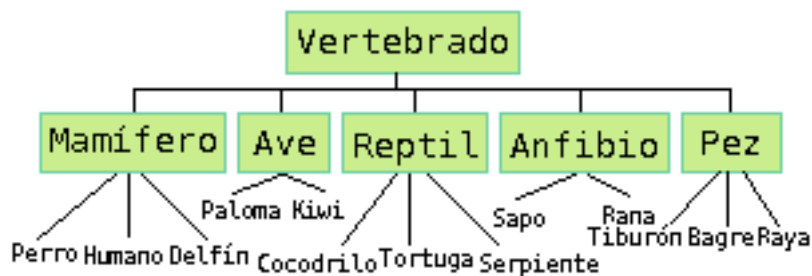 Vertebrado
Mamífero Ave Reptil Anfibio Pez
Paloma Kiwi
Sapo Rana
Tiburón Bagre Raya
Perro Humano Delfín
Cocodrilo Tortuga Serpiente